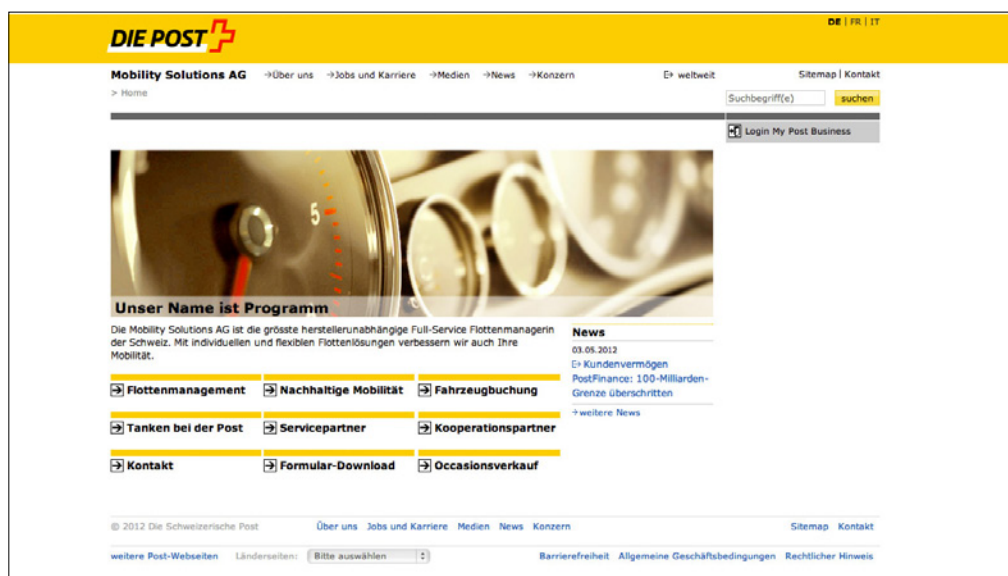 DE | FR | IT
DIE POST
Mobility Solutions AG →Über uns →Jobs und Karriere →Medien →News →Konzern weltweit Sitemap | Kontakt
> Home
Suchbegriff(e) suchen
Login My Post Business
5
Unser Name ist Programm
Die Mobility Solutions AG ist die grösste herstellerunabhängige Full-Service Flottenmanagerin
der Schweiz. Mit individuellen und flexiblen Flottenlösungen verbessern wir auch Ihre
Mobilität.
News
03.05.2012
Kundenvermögen
PostFinance: 100-Milliarden-
Grenze überschritten
→weitere News
Flottenmanagement Nachhaltige Mobilität Fahrzeugbuchung
Tanken bei der Post Servicepartner Kooperationspartner
Kontakt Formular-Download Occasionsverkauf
© 2012 Die Schweizerische Post Über uns Jobs und Karriere Medien News Konzern Sitemap Kontakt
weitere Post-Webseiten Länderseiten: Bitte auswählen Barrierefreiheit Allgemeine Geschäftsbedingungen Rechtlicher Hinweis